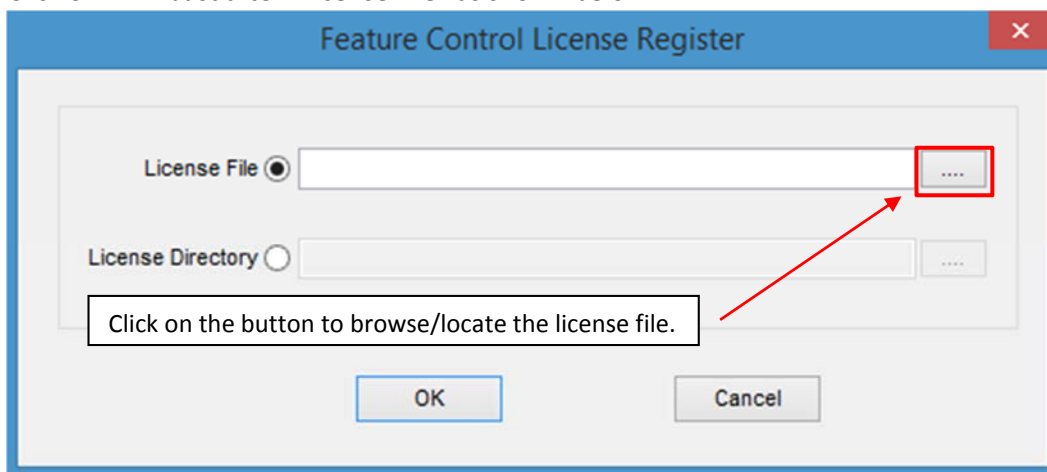 Feature Control License Register
License File
....
License Directory
....
Click on the button to browse/locate the license file.
OK
Cancel